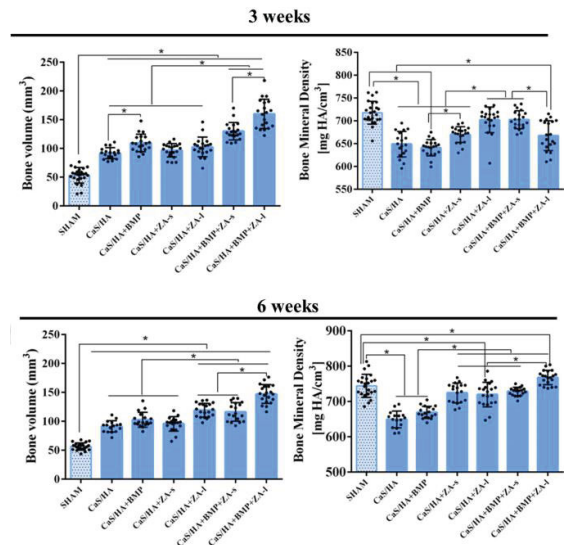 3 weeks
* * * *
Bone volume (mm³)
250
200
150
100
50
0
SHAM
CaS/HA
CaS/HA+BMP
CaS/HA+ZA-s
CaS/HA+ZA-l
CaS/HA+BMP+ZA-s
CaS/HA+BMP+ZA-l
* * * * *
Bone Mineral Density
[mg HA/cm³]
850
800
750
700
650
600
550
SHAM
CaS/HA
CaS/HA+BMP
CaS/HA+ZA-s
CaS/HA+ZA-l
CaS/HA+BMP+ZA-s
CaS/HA+BMP+ZA-l
6 weeks
* * *
Bone volume (mm³)
250
200
150
100
50
0
SHAM
CaS/HA
CaS/HA+BMP
CaS/HA+ZA-s
CaS/HA+ZA-l
CaS/HA+BMP+ZA-s
CaS/HA+BMP+ZA-l
* * * * *
Bone Mineral Density
[mg HA/cm³]
900
800
700
600
500
SHAM
CaS/HA
CaS/HA+BMP
CaS/HA+ZA-s
CaS/HA+ZA-l
CaS/HA+BMP+ZA-s
CaS/HA+BMP+ZA-l